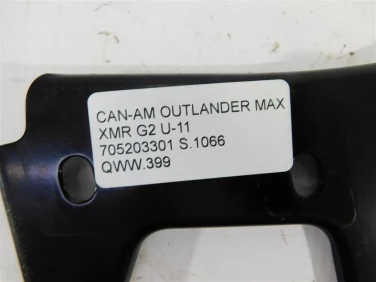 CAN-AM OUTLANDER MAX
XMR G2 U-11
705203301 S.1066
QWW.399